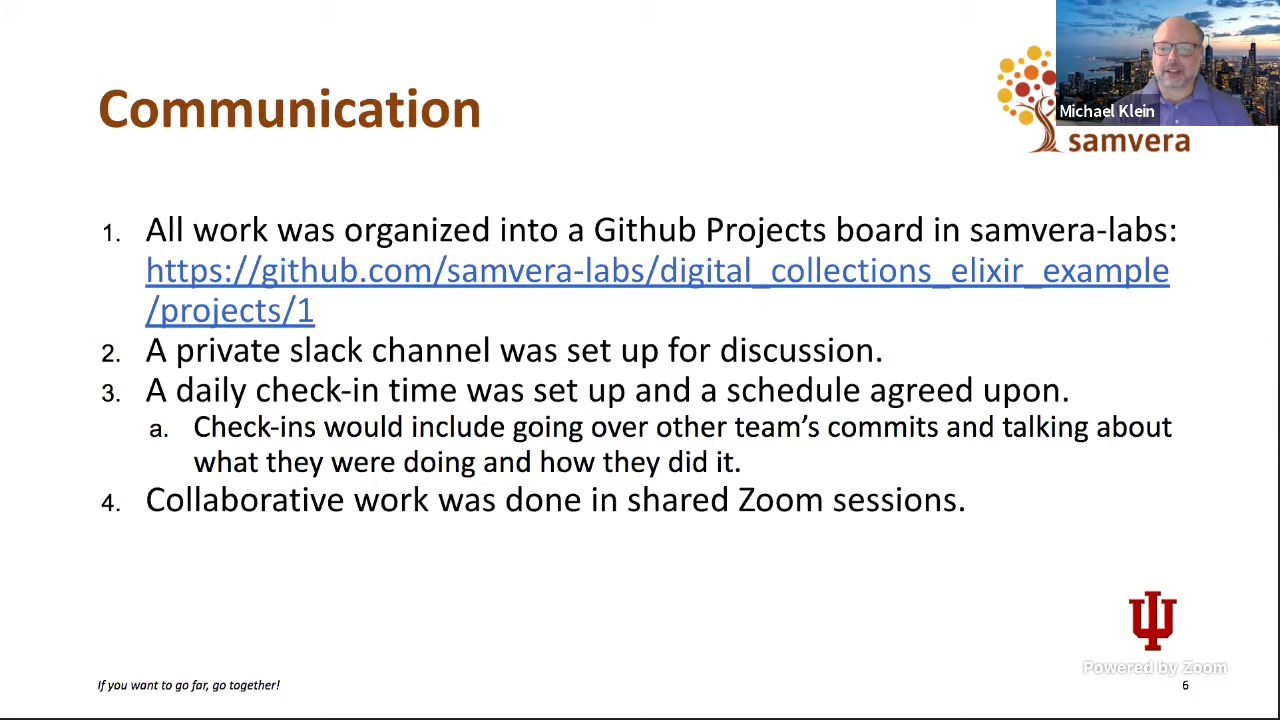 Communication
Michael Klein
samvera
1. All work was organized into a Github Projects board in samvera-labs:
https://github.com/samvera-labs/digital_collections_elixir_example
/projects/1
2. A private slack channel was set up for discussion.
3. A daily check-in time was set up and a schedule agreed upon.
a. Check-ins would include going over other team’s commits and talking about
what they were doing and how they did it.
4. Collaborative work was done in shared Zoom sessions.
Powered by Zoom
If you want to go far, go together!
6